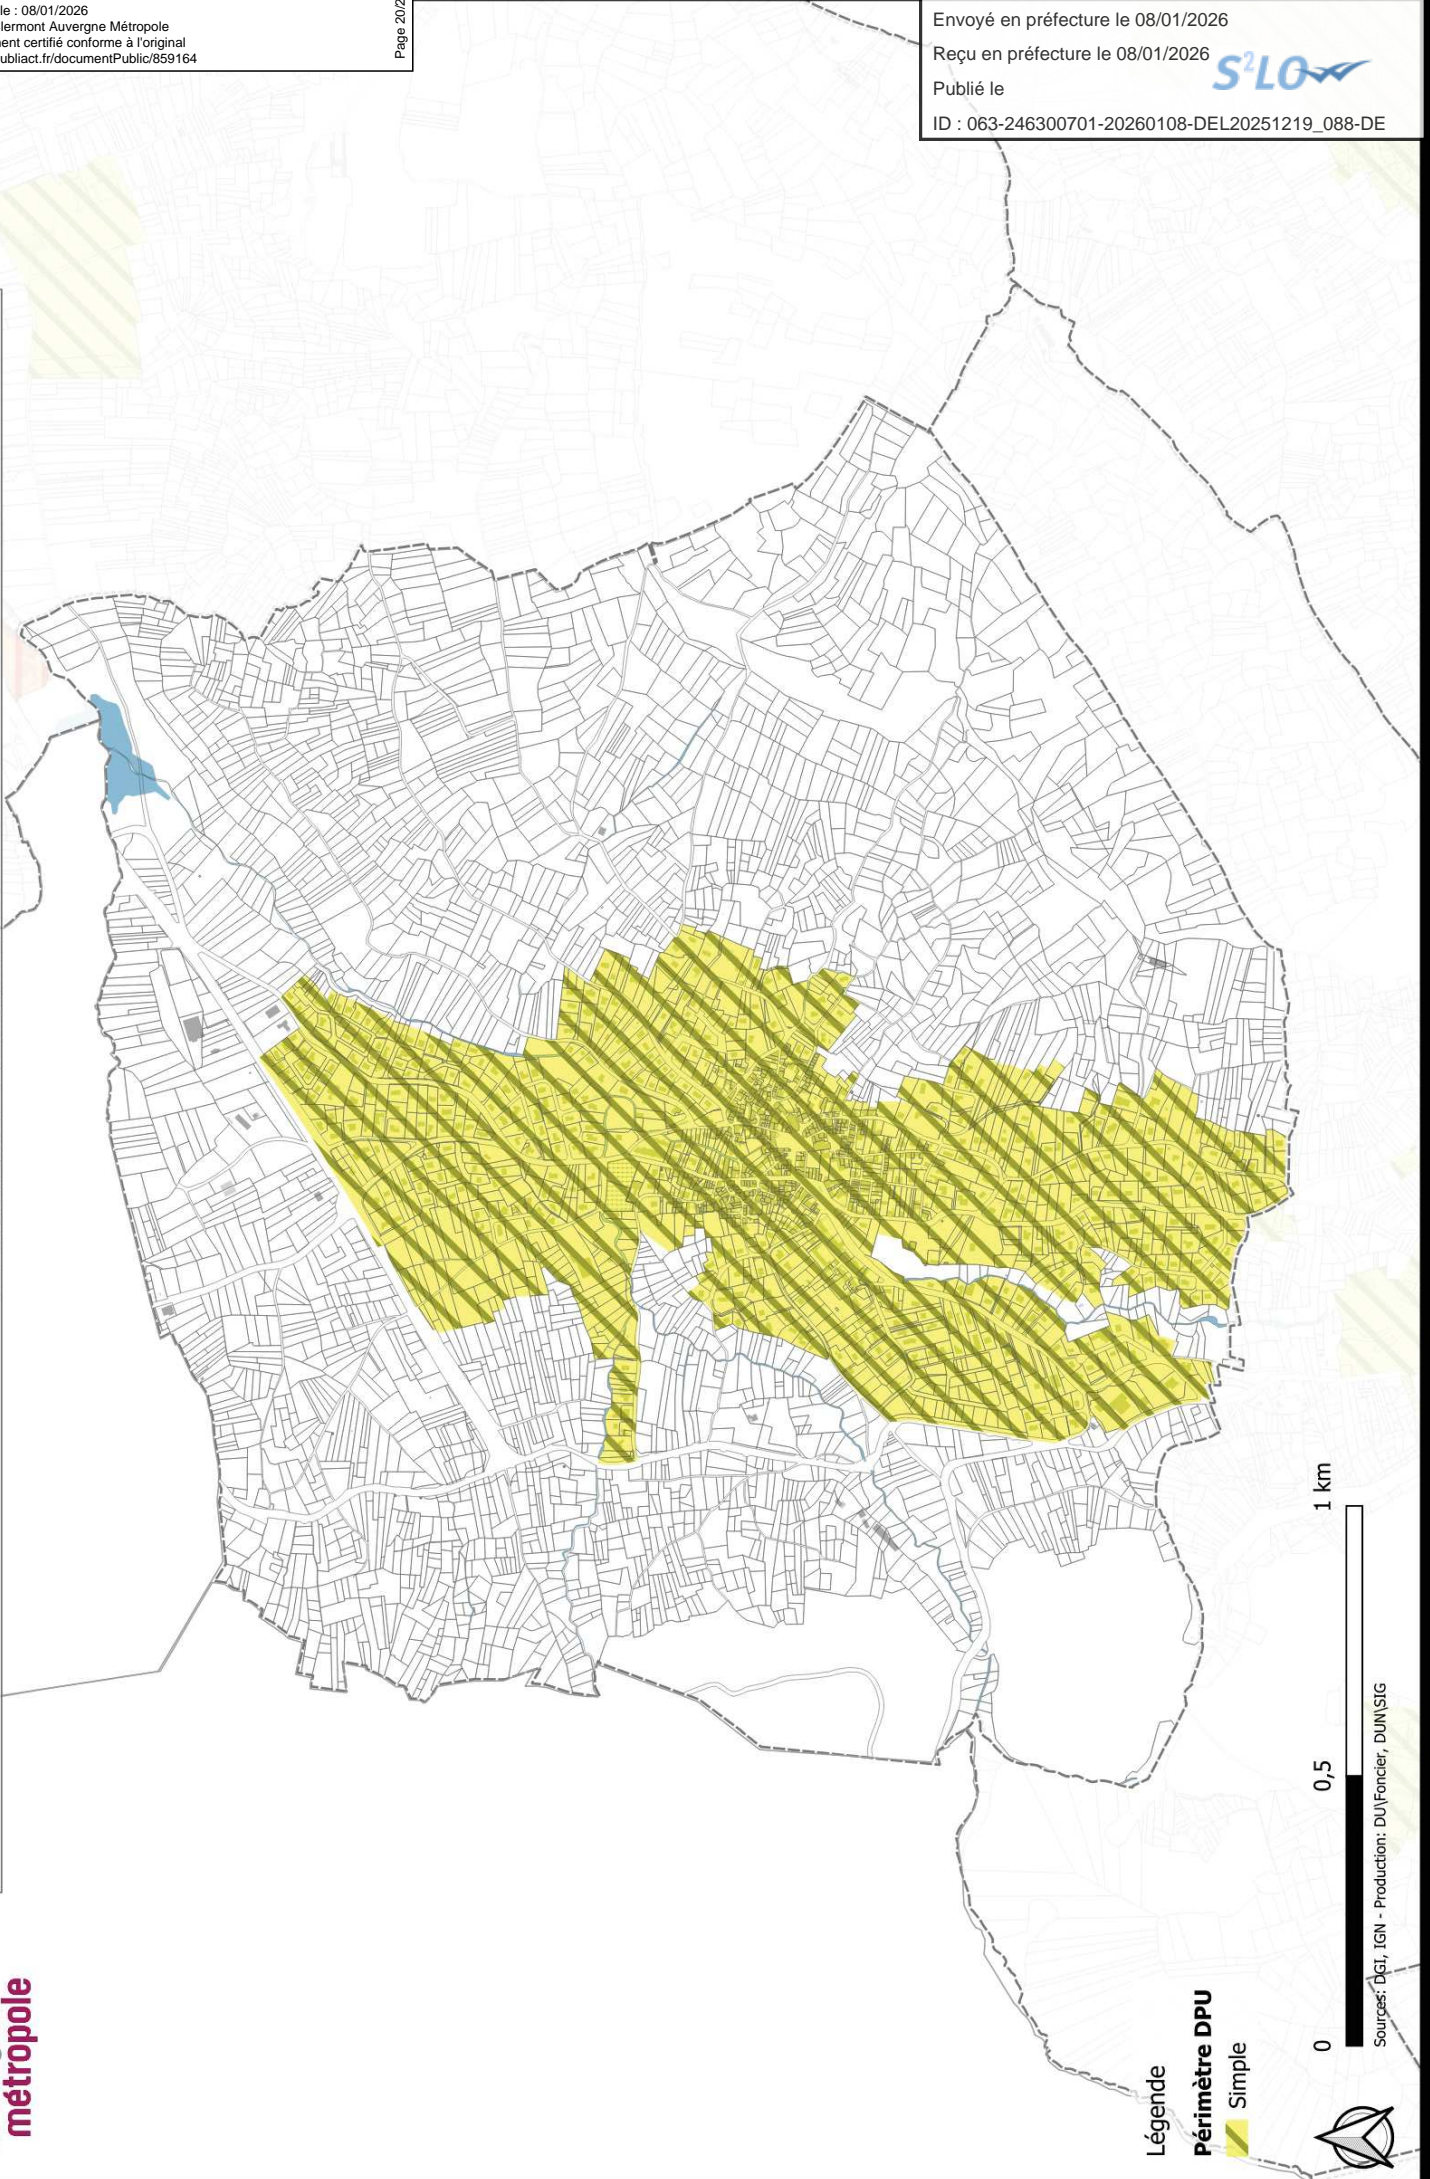 le : 08/01/2026
lermont Auvergne Métropole
ent certifié conforme à l'original
ubliact.fr/documentPublic/859164
Page 20/2
Envoyé en préfecture le 08/01/2026
Reçu en préfecture le 08/01/2026
Publié le
S²LO
ID : 063-246300701-20260108-DEL20251219_088-DE
métropole
Légende
Périmètre DPU
Simple
0
0,5
1 km
Sources: DGI, IGN - Production: DU\Foncier, DUN\SIG